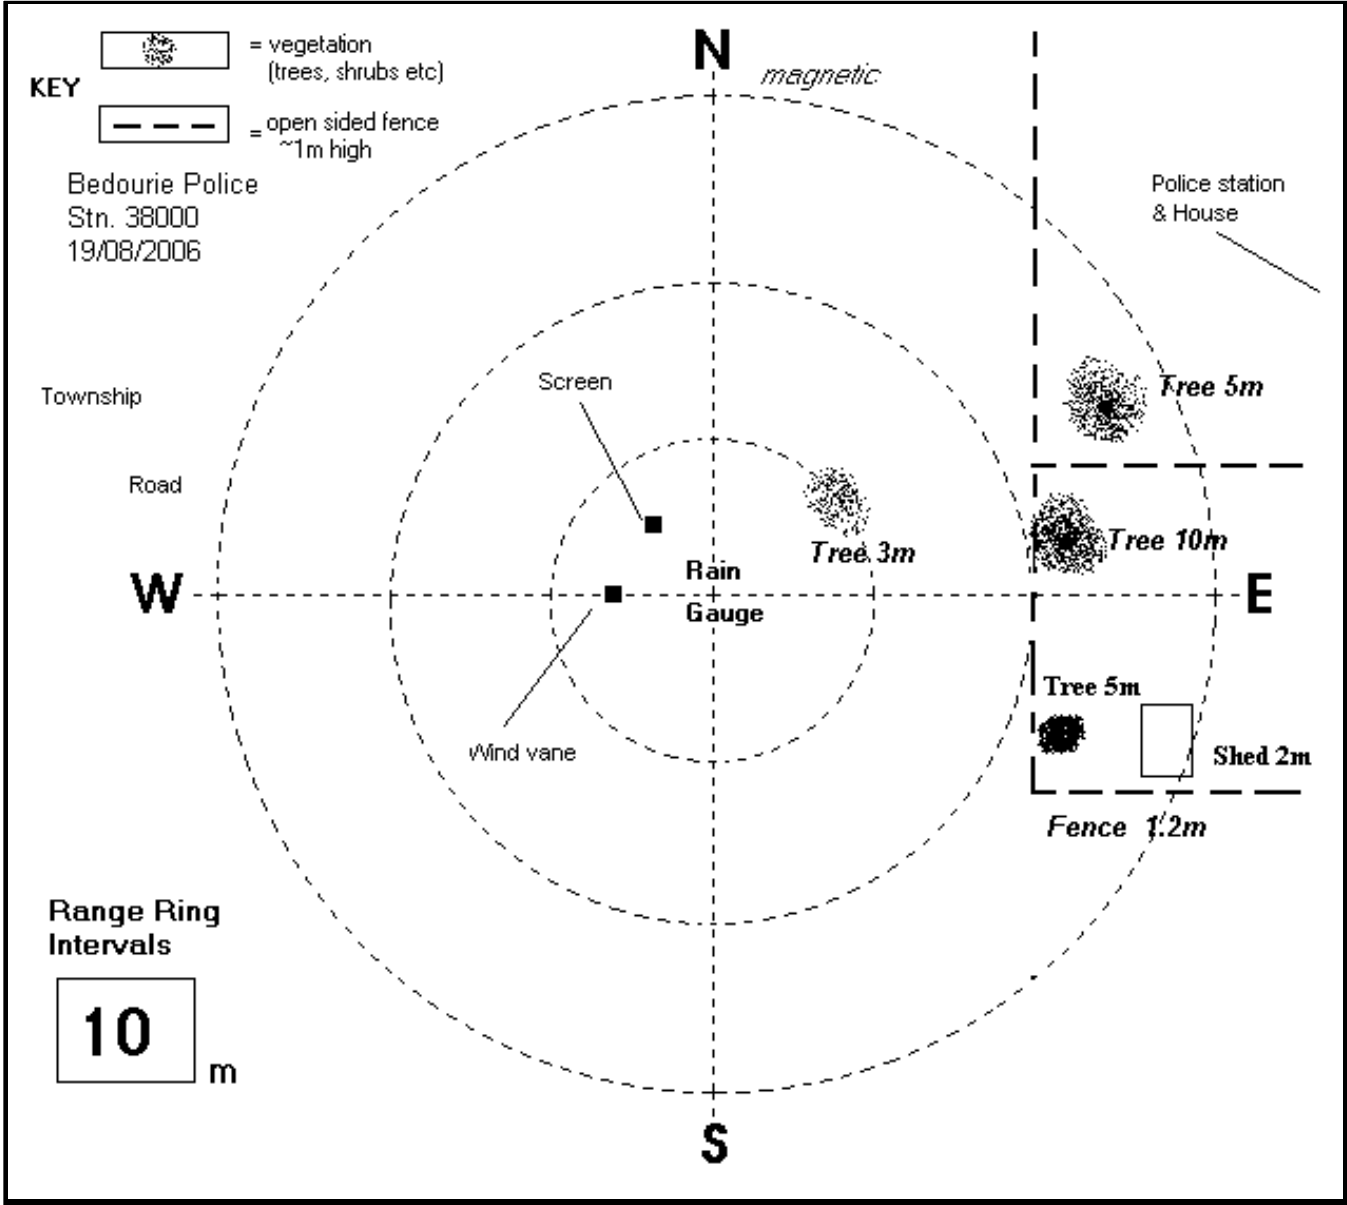 N
magnetic
KEY
= vegetation
(trees, shrubs etc)
= open sided fence
~1m high
Bedourie Police
Stn. 38000
19/08/2006
Police station
& House
Township
Screen
Tree 5m
Road
Tree 3m
Tree 10m
W
Rain
Gauge
E
Wind vane
Tree 5m
Shed 2m
Fence 1.2m
Range Ring
Intervals
10
m
S